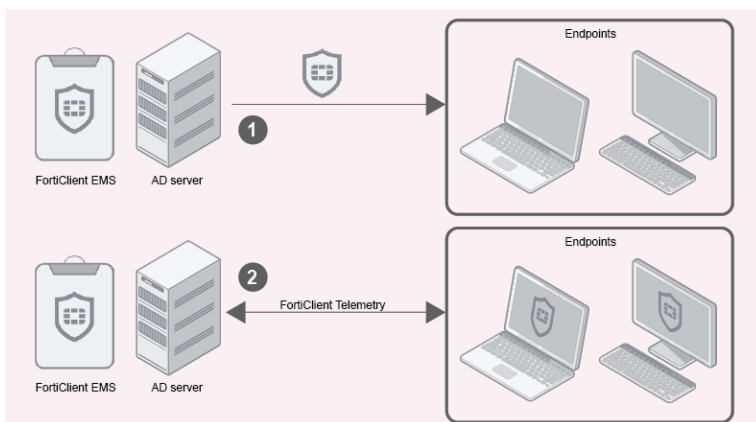 Endpoints
1
FortiClient EMS
AD server
Endpoints
2
FortiClient Telemetry
FortiClient EMS
AD server